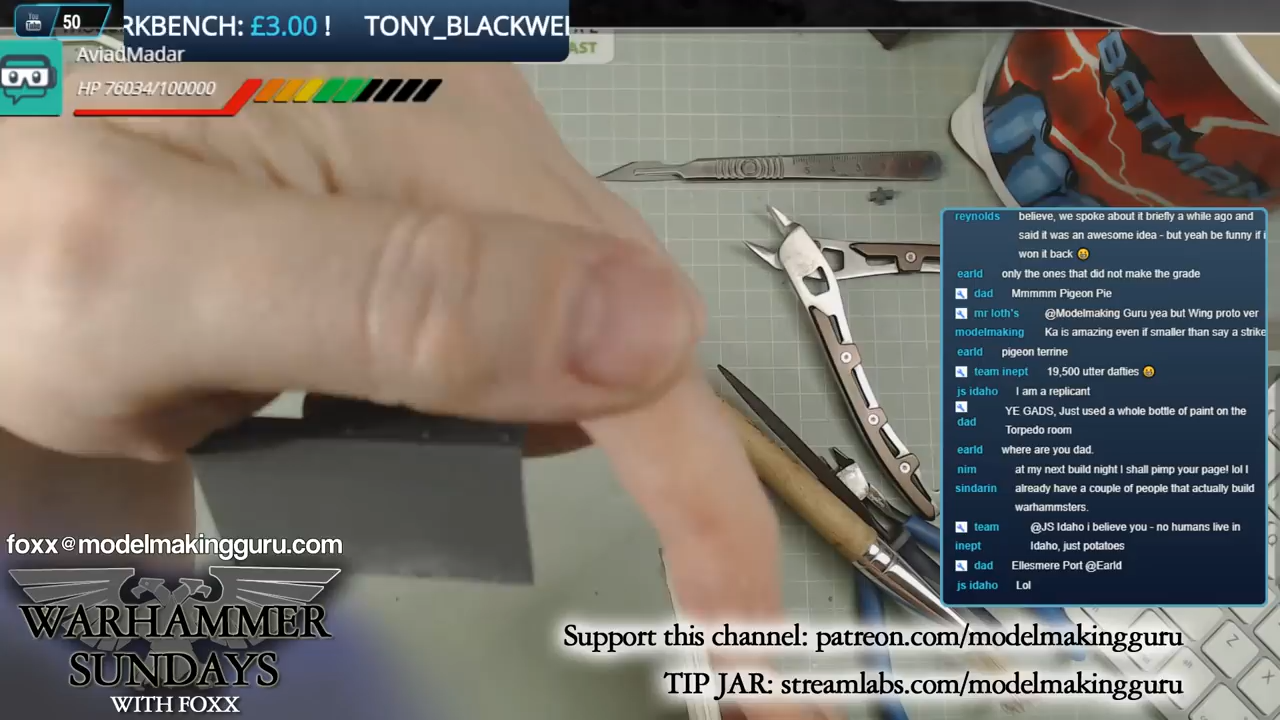 You Tube 50
RKBENCH: £3.00 ! TONY_BLACKWEL
AST
AviadMadar
HP 76034/100000
BATMAN
reynolds believe, we spoke about it briefly a while ago and
said it was an awesome idea - but yeah be funny if i
won it back
earld only the ones that did not make the grade
dad Mmmmm Pigeon Pie
mr loth's @Modelmaking Guru yea but Wing proto ver
modelmaking Ka is amazing even if smaller than say a strike
earld pigeon terrine
team inept 19,500 utter dafties
js idaho I am a replicant
dad YE GADS, Just used a whole bottle of paint on the
Torpedo room
earld where are you dad.
nim at my next build night I shall pimp your page! lol I
sindarin already have a couple of people that actually build
warhammsters.
team @JS Idaho i believe you - no humans live in
inept Idaho, just potatoes
dad Ellesmere Port @Earld
js idaho Lol
foxx@modelmakingguru.com
WARHAMMER
SUNDAYS
WITH FOXX
Support this channel: patreon.com/modelmakingguru
TIP JAR: streamlabs.com/modelmakingguru
Z
X